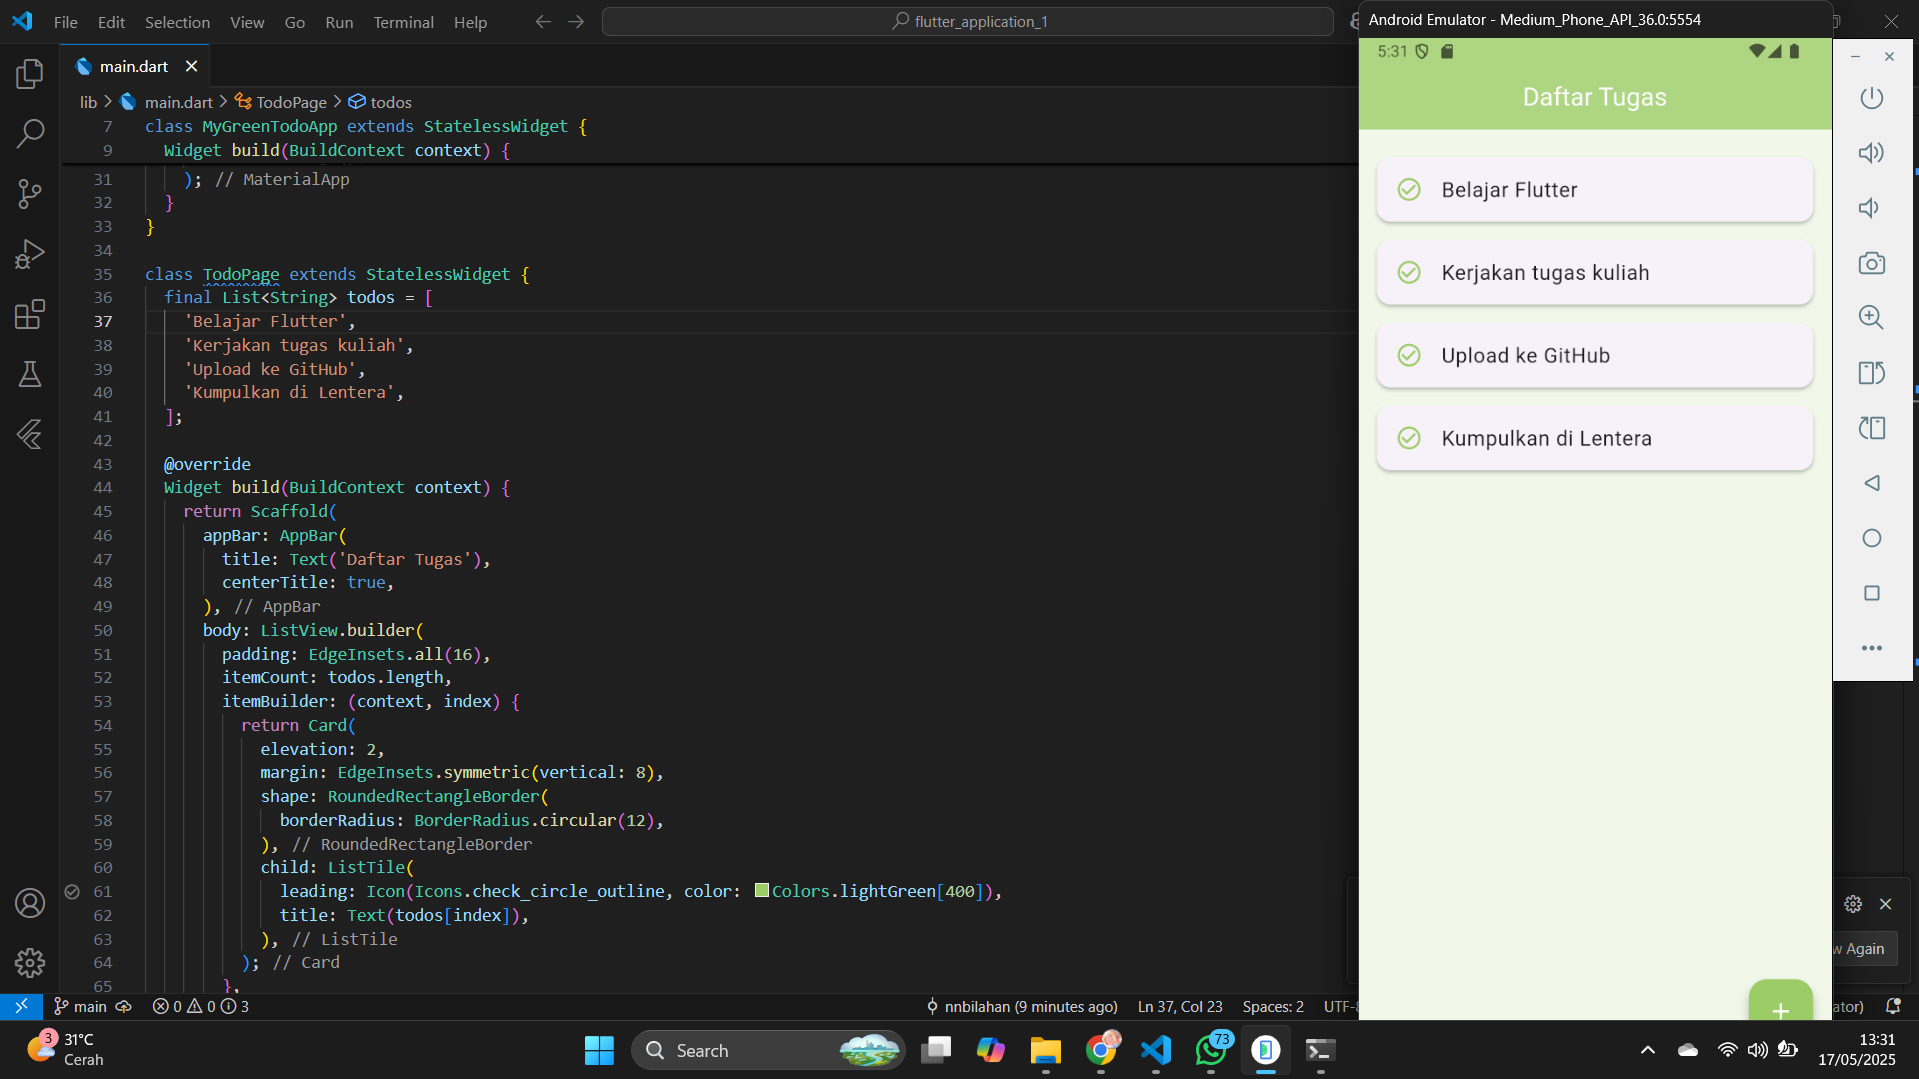 File Edit Selection View Go Run Terminal Help
flutter_application_1
main.dart
lib > main.dart > TodoPage > todos
7 class MyGreenTodoApp extends StatelessWidget {
9 Widget build(BuildContext context) {
31 ); // MaterialApp
32 }
33 }
34
35 class TodoPage extends StatelessWidget {
36 final List<String> todos = [
37 'Belajar Flutter',
38 'Kerjakan tugas kuliah',
39 'Upload ke GitHub',
40 'Kumpulkan di Lentera',
41 ];
42
43 @override
44 Widget build(BuildContext context) {
45 return Scaffold(
46 appBar: AppBar(
47 title: Text('Daftar Tugas'),
48 centerTitle: true,
49 ), // AppBar
50 body: ListView.builder(
51 padding: EdgeInsets.all(16),
52 itemCount: todos.length,
53 itemBuilder: (context, index) {
54 return Card(
55 elevation: 2,
56 margin: EdgeInsets.symmetric(vertical: 8),
57 shape: RoundedRectangleBorder(
58 borderRadius: BorderRadius.circular(12),
59 ), // RoundedRectangleBorder
60 child: ListTile(
61 leading: Icon(Icons.check_circle_outline, color: Colors.lightGreen[400]),
62 title: Text(todos[index]),
63 ), // ListTile
64 ); // Card
65 },
Android Emulator - Medium_Phone_API_36.0:5554
5:31
Daftar Tugas
Belajar Flutter
Kerjakan tugas kuliah
Upload ke GitHub
Kumpulkan di Lentera
+
w Again
main 0 0 3 nnbilahan (9 minutes ago) Ln 37, Col 23 Spaces: 2 UTF-8 ator)
3
31°C
Cerah
Search
73
13:31
17/05/2025